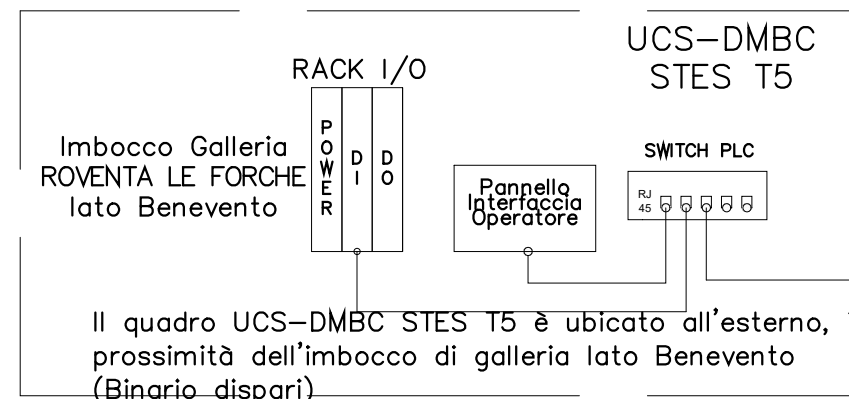 UCS-DMBC
STES T5
RACK I/O
POWER
DI
DO
Imbocco Galleria
ROVENTA LE FORCHE
lato Benevento
Pannello
Interfaccia
Operatore
SWITCH PLC
RJ
45
Il quadro UCS-DMBC STES T5 è ubicato all'esterno,
prossimità dell'imbocco di galleria lato Benevento
(Binario dispari)